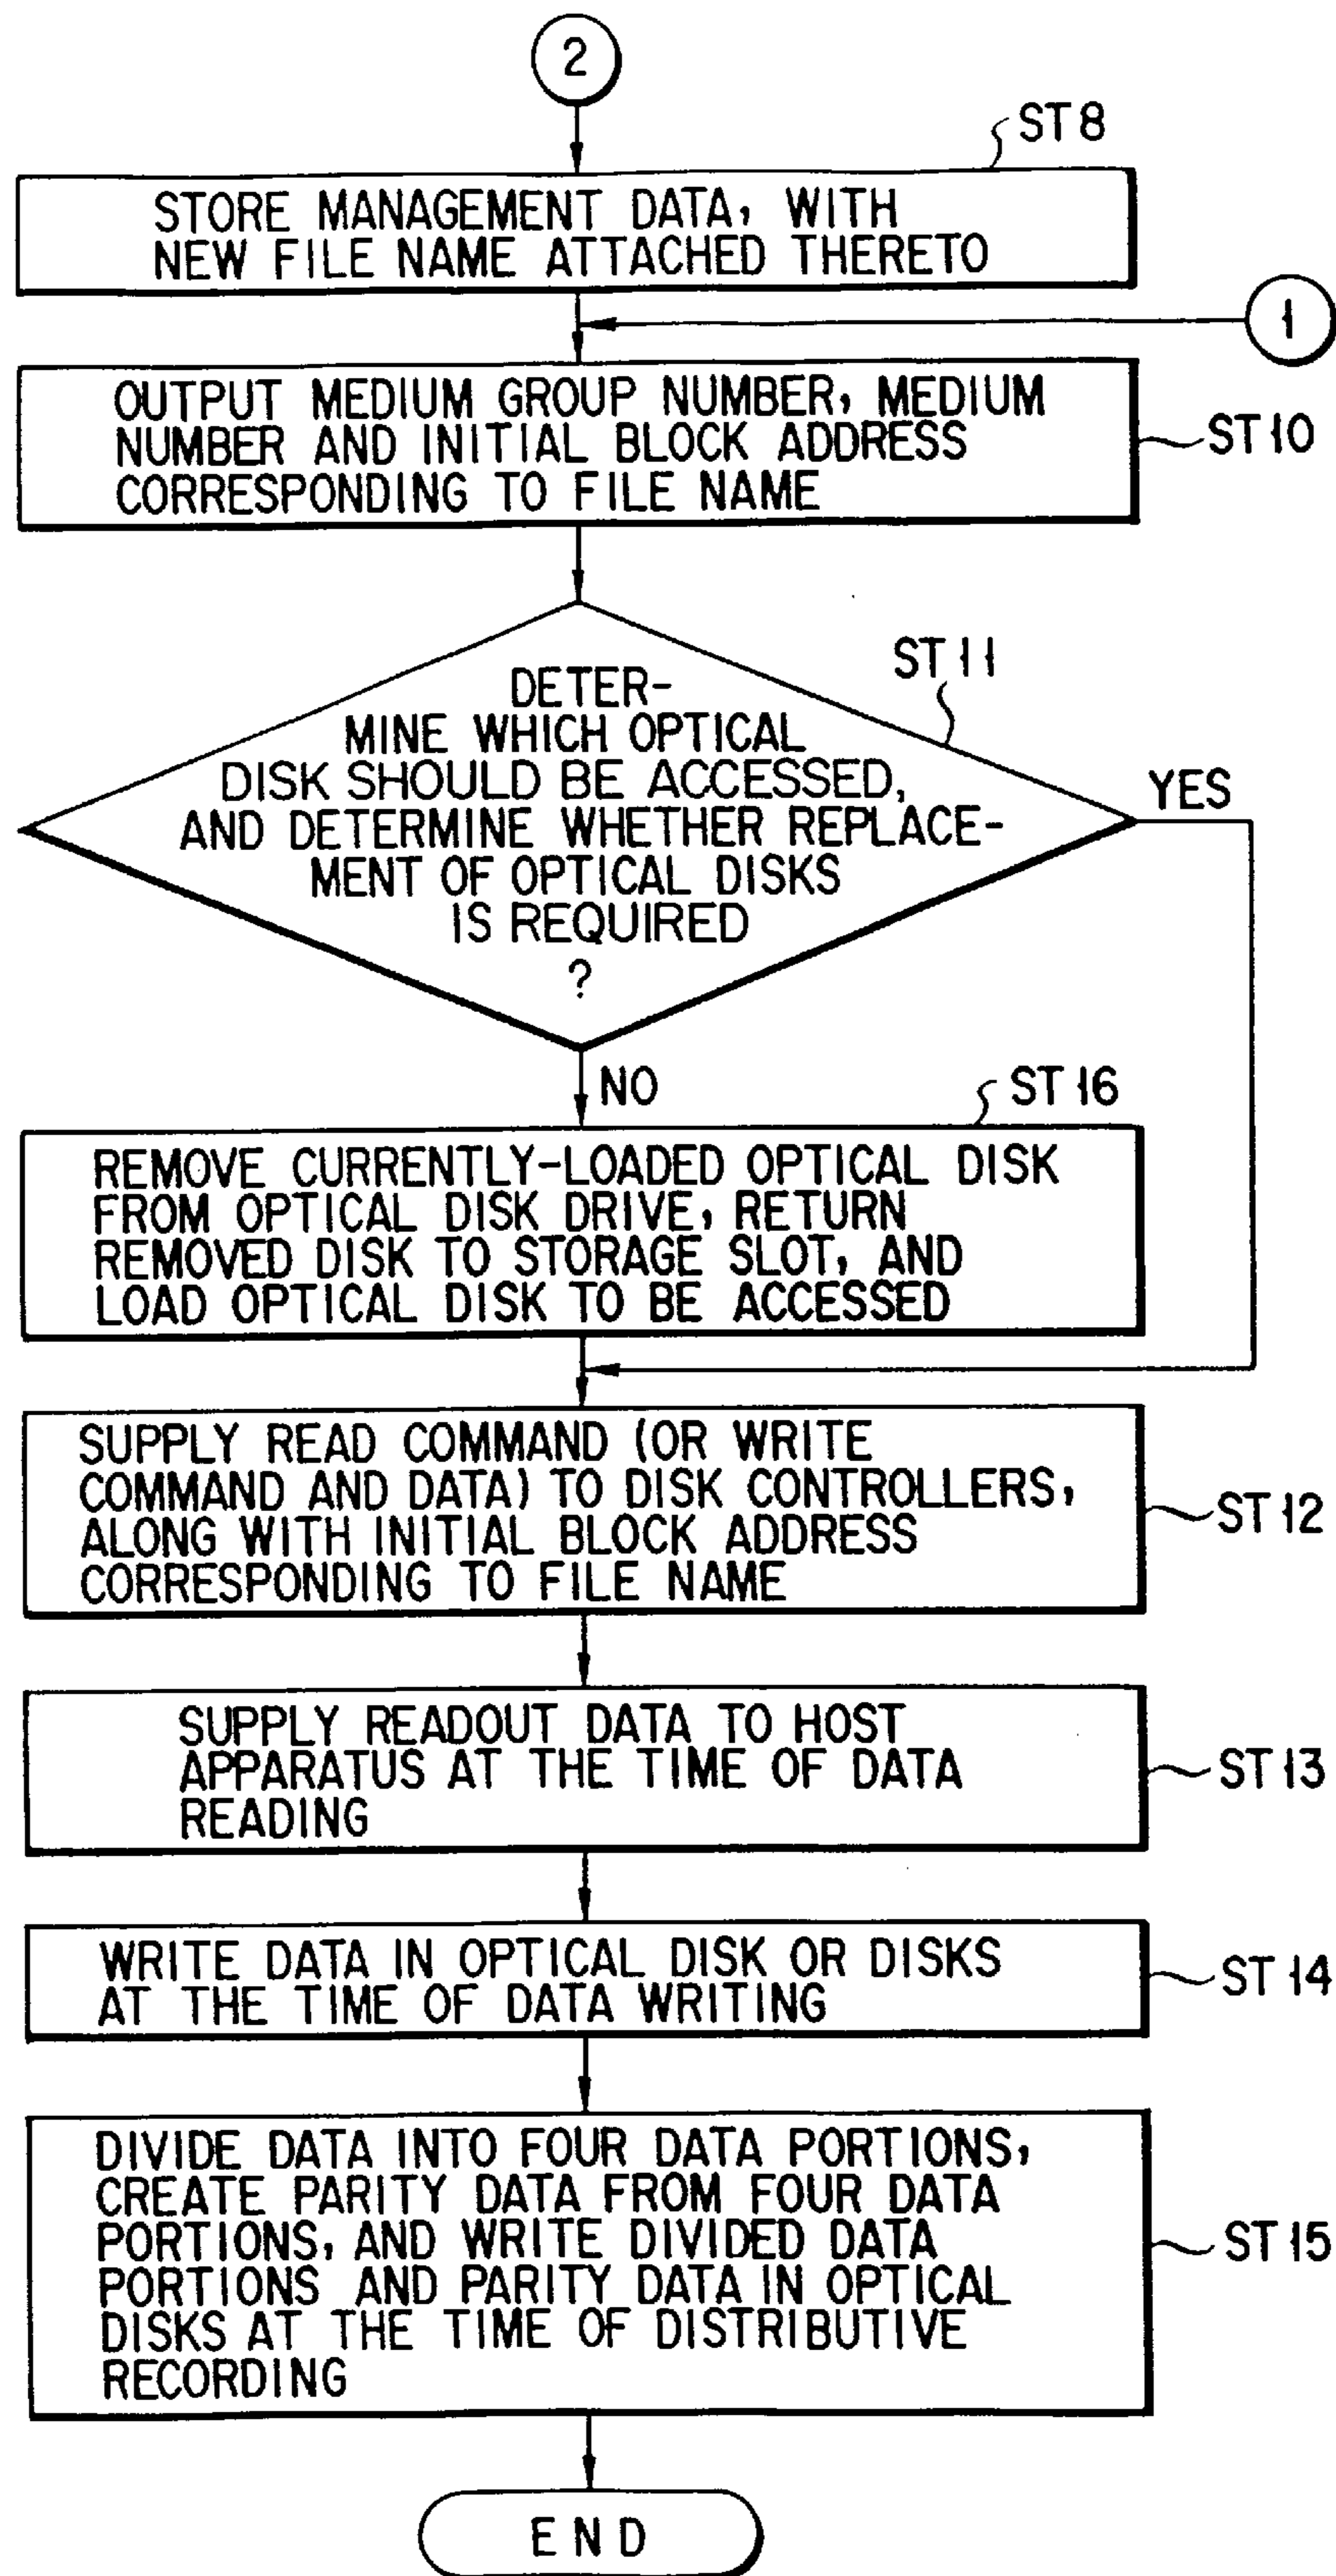 2
ST8
STORE MANAGEMENT DATA, WITH
NEW FILE NAME ATTACHED THERETO
1
OUTPUT MEDIUM GROUP NUMBER, MEDIUM
NUMBER AND INITIAL BLOCK ADDRESS
CORRESPONDING TO FILE NAME
ST10
ST11
DETER-
MINE WHICH OPTICAL
DISK SHOULD BE ACCESSED,
AND DETERMINE WHETHER REPLACE-
MENT OF OPTICAL DISKS
IS REQUIRED
?
YES
NO
ST16
REMOVE CURRENTLY-LOADED OPTICAL DISK
FROM OPTICAL DISK DRIVE, RETURN
REMOVED DISK TO STORAGE SLOT, AND
LOAD OPTICAL DISK TO BE ACCESSED
SUPPLY READ COMMAND (OR WRITE
COMMAND AND DATA) TO DISK CONTROLLERS,
ALONG WITH INITIAL BLOCK ADDRESS
CORRESPONDING TO FILE NAME
ST12
SUPPLY READOUT DATA TO HOST
APPARATUS AT THE TIME OF DATA
READING
ST13
WRITE DATA IN OPTICAL DISK OR DISKS
AT THE TIME OF DATA WRITING
ST14
DIVIDE DATA INTO FOUR DATA PORTIONS,
CREATE PARITY DATA FROM FOUR DATA
PORTIONS, AND WRITE DIVIDED DATA
PORTIONS AND PARITY DATA IN OPTICAL
DISKS AT THE TIME OF DISTRIBUTIVE
RECORDING
ST15
END